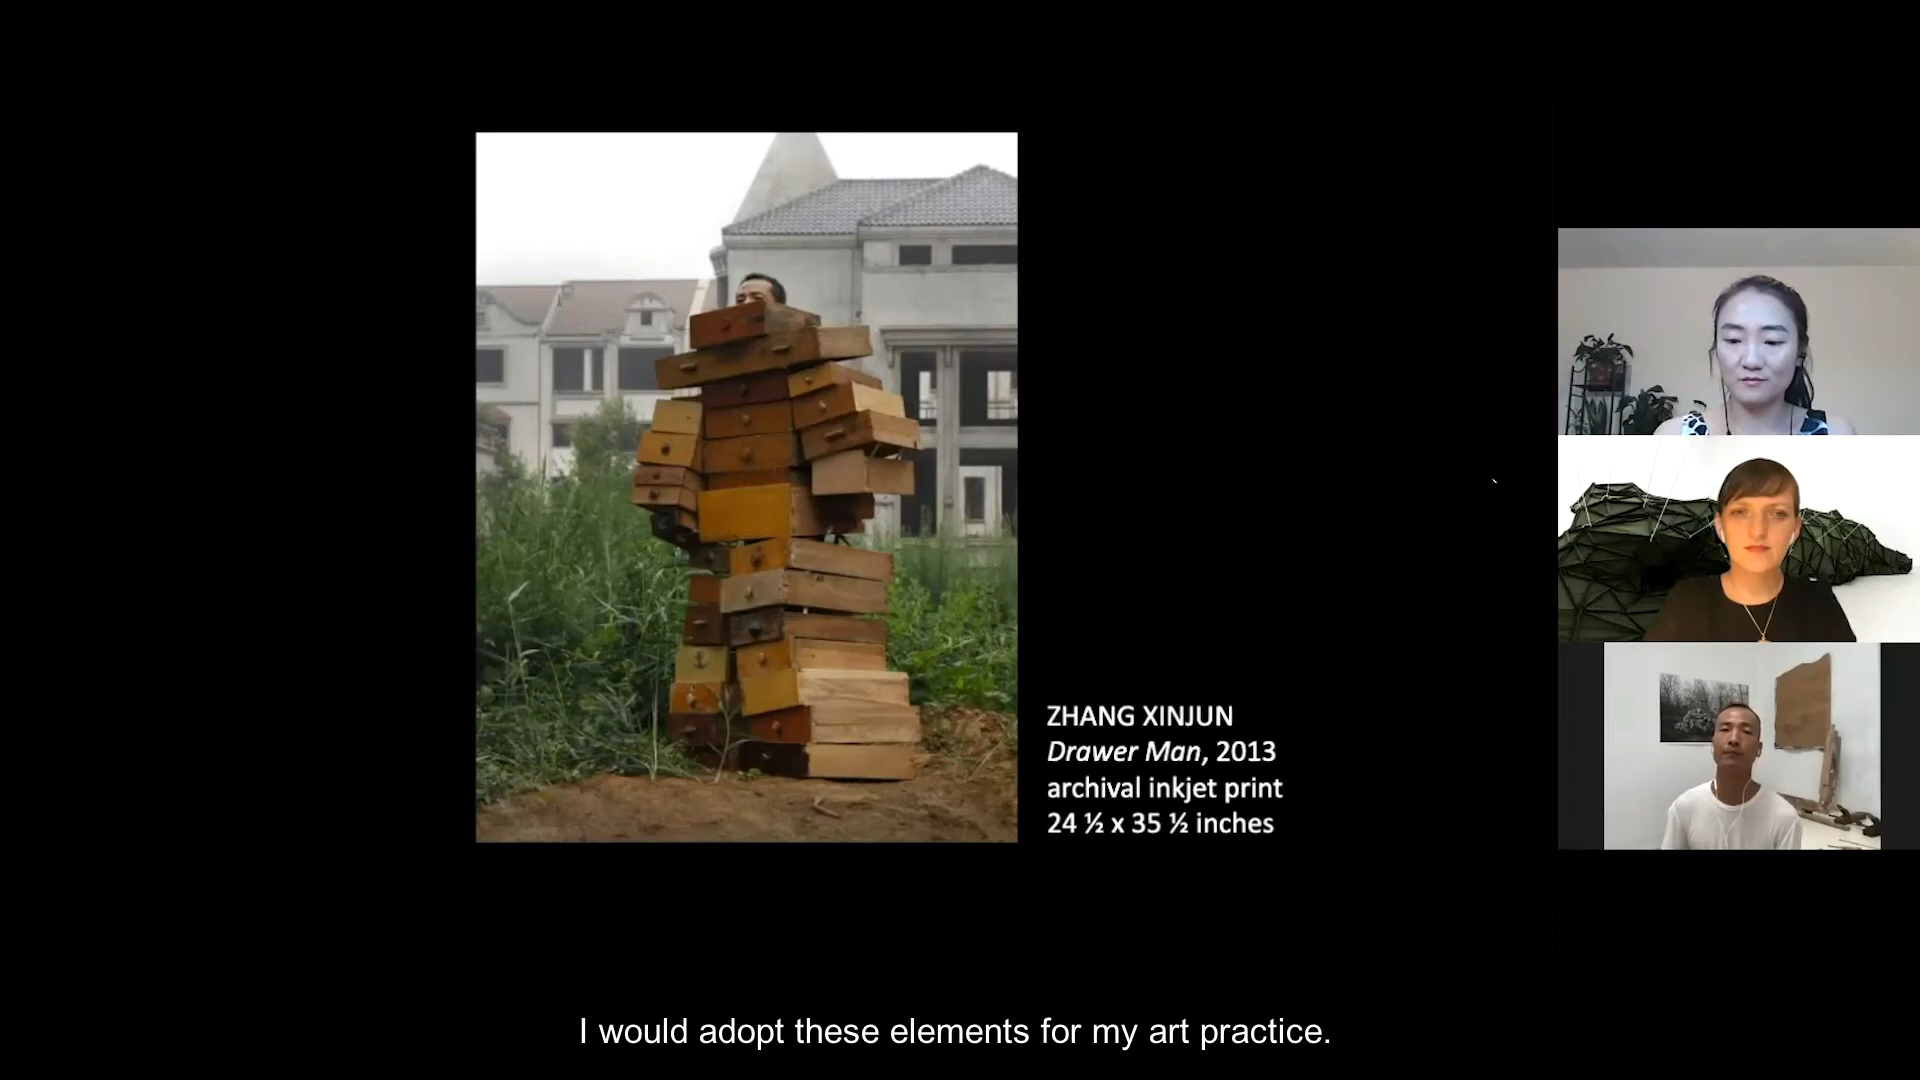 ZHANG XINJUN
Drawer Man, 2013
archival inkjet print
24 ½ x 35 ½ inches
I would adopt these elements for my art practice.